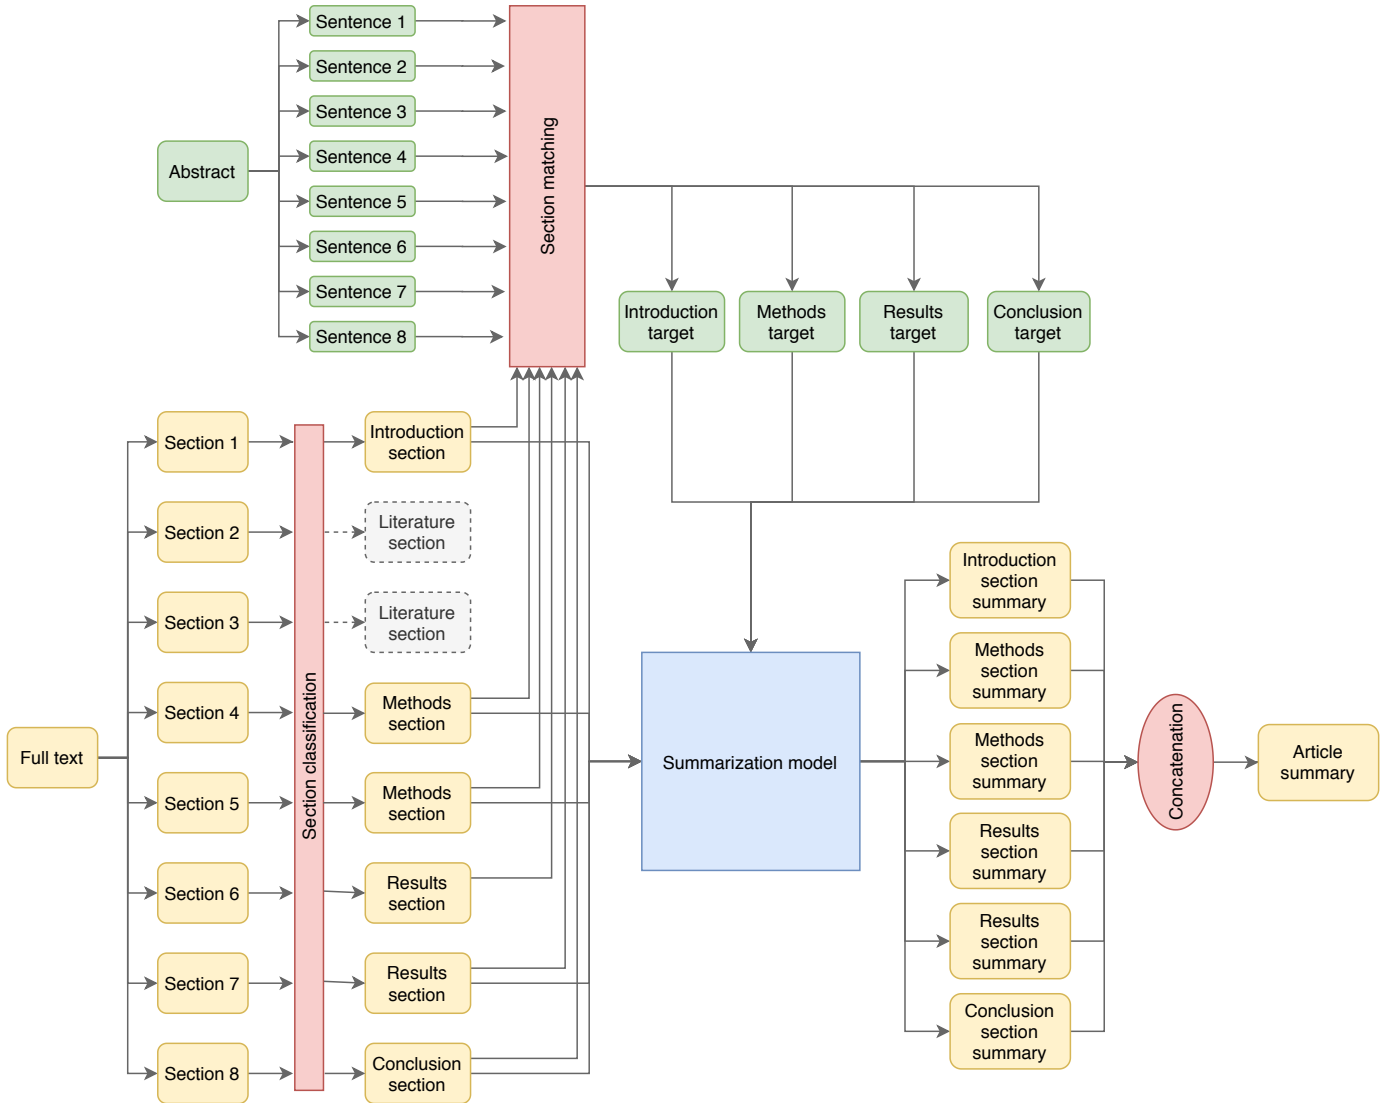 Sentence 1
Sentence 2
Sentence 3
Sentence 4
Sentence 5
Sentence 6
Sentence 7
Sentence 8
Abstract
Section matching
Introduction
target
Methods
target
Results
target
Conclusion
target
Full text
Section 1
Section 2
Section 3
Section 4
Section 5
Section 6
Section 7
Section 8
Section classification
Introduction
section
Literature
section
Literature
section
Methods
section
Methods
section
Results
section
Results
section
Conclusion
section
Summarization model
Introduction
section
summary
Methods
section
summary
Methods
section
summary
Results
section
summary
Results
section
summary
Conclusion
section
summary
Concatenation
Article
summary